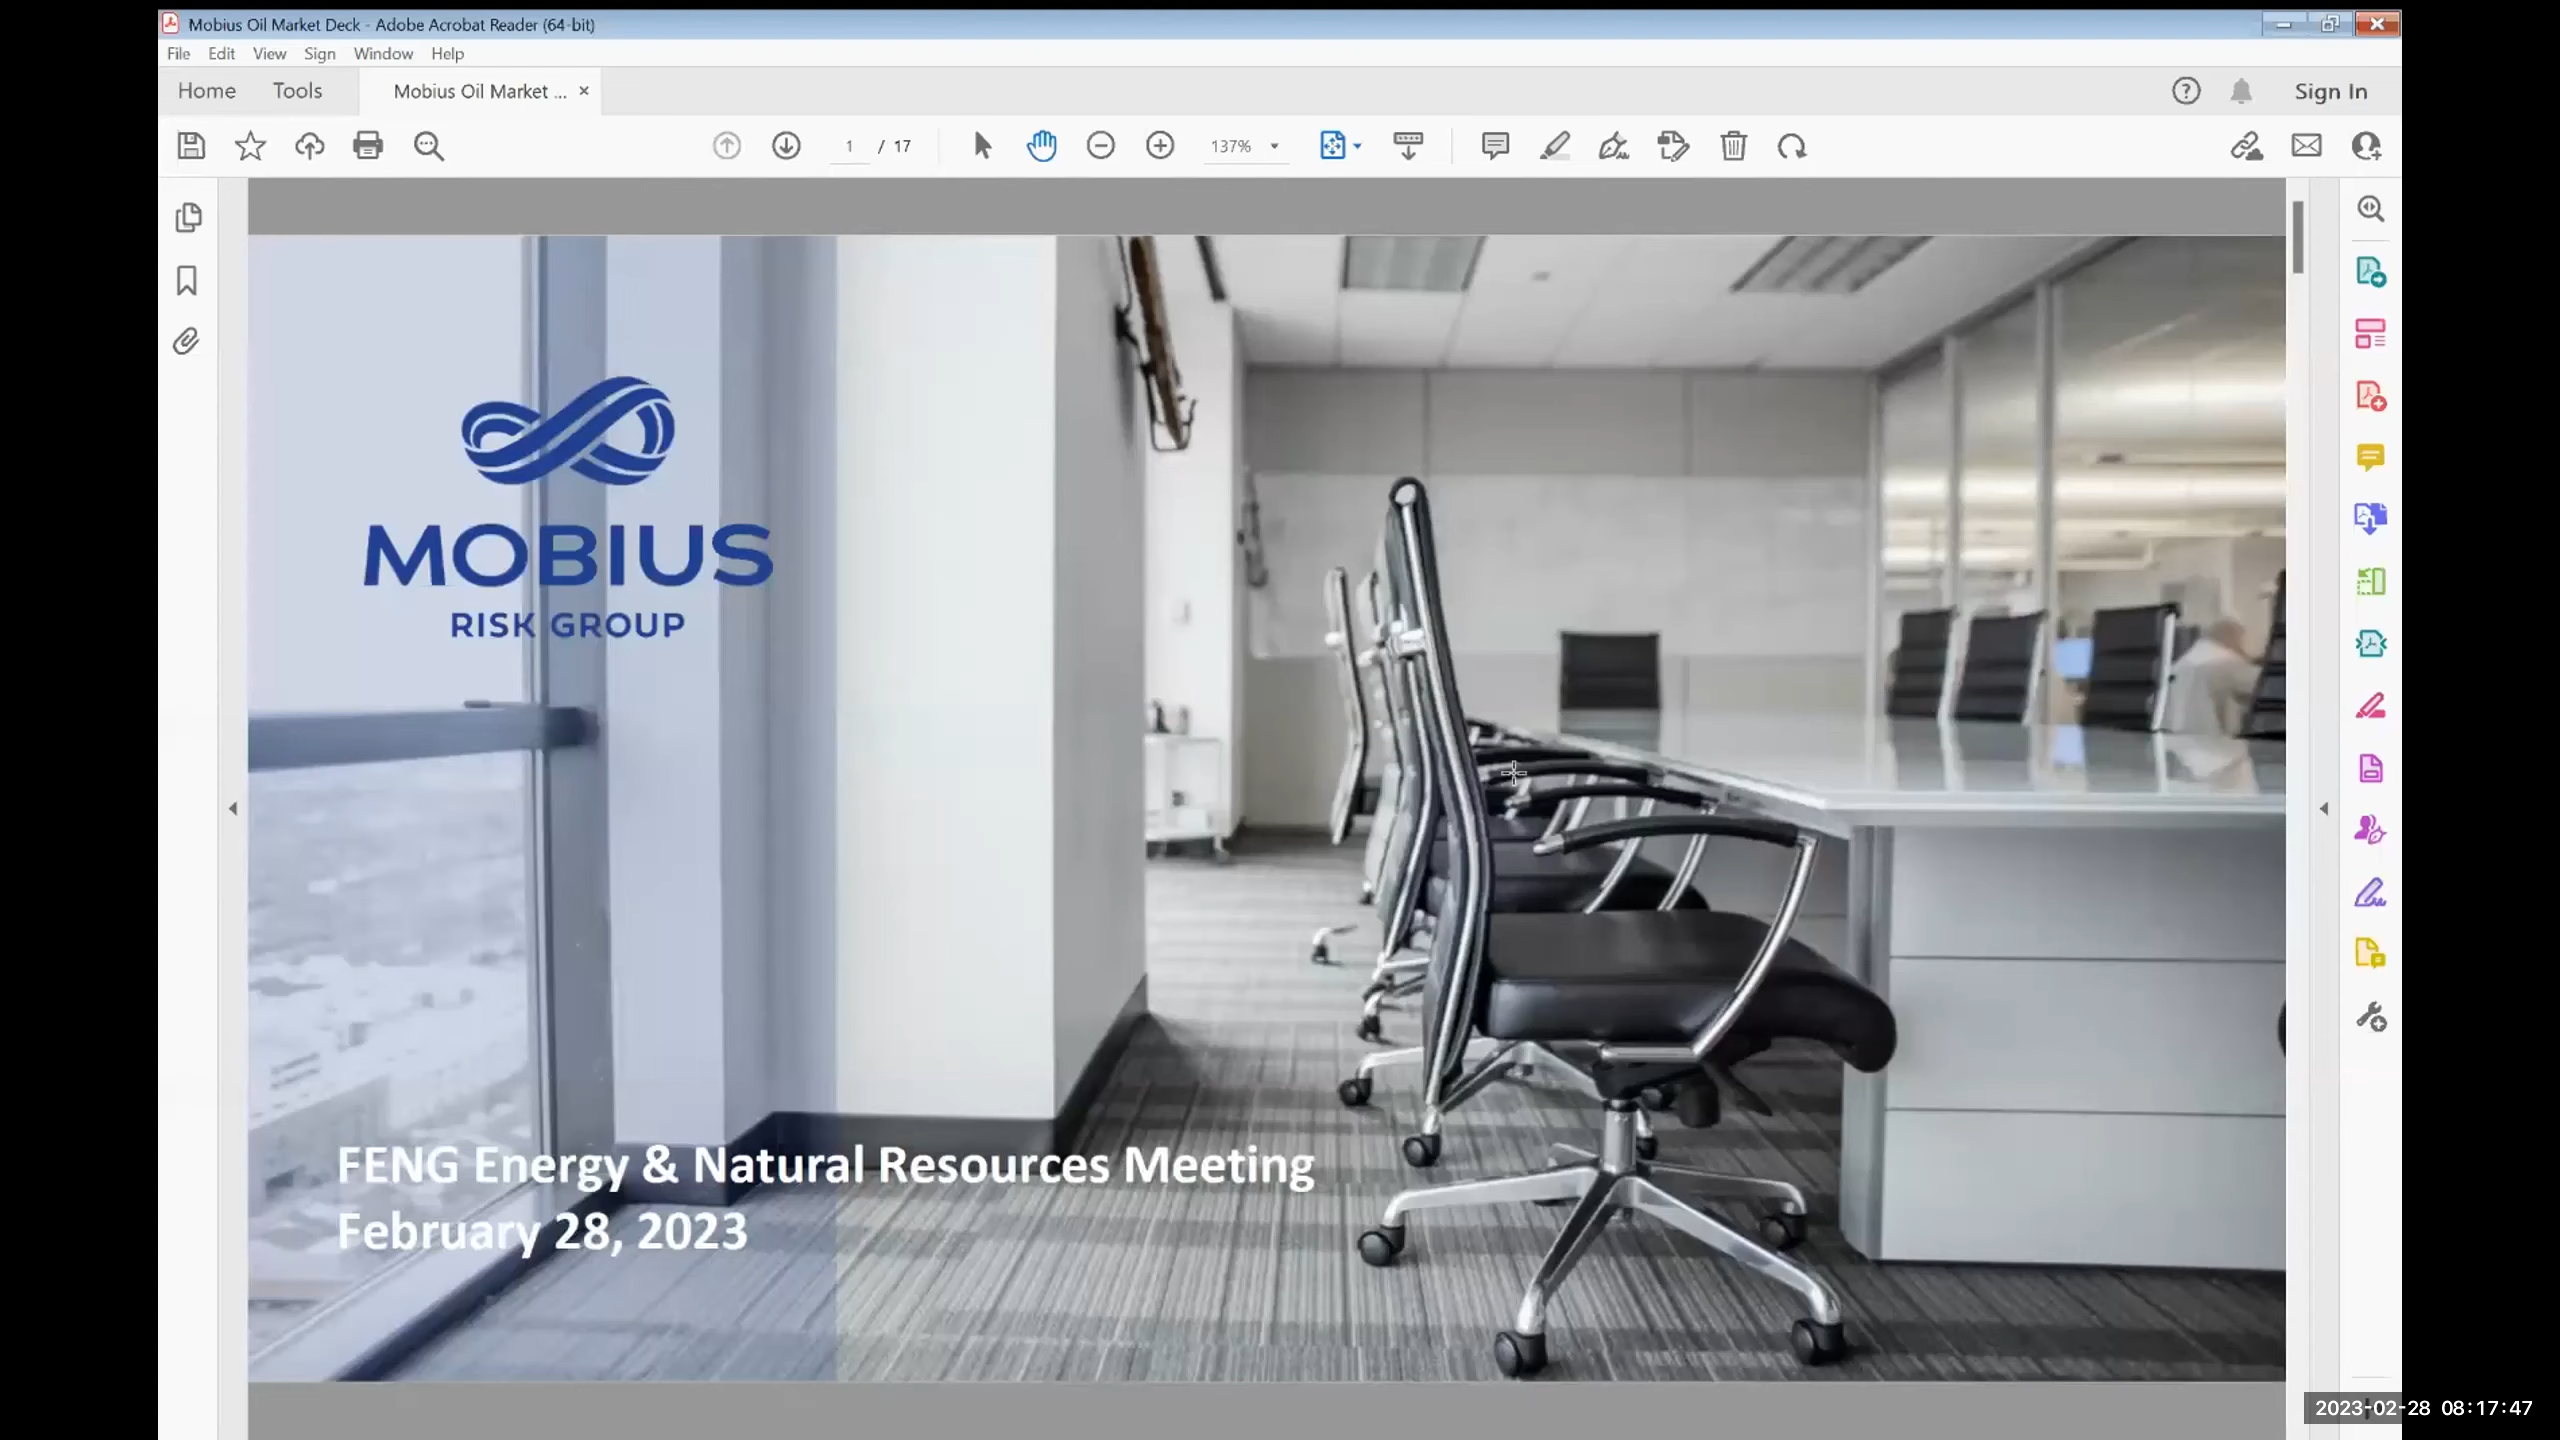 Mobius Oil Market Deck - Adobe Acrobat Reader (64-bit)
File Edit View Sign Window Help
Home Tools Mobius Oil Market ... × Sign In
1 / 17 137%
MOBIUS
RISK GROUP
FENG Energy & Natural Resources Meeting
February 28, 2023
2023-02-28 08:17:47